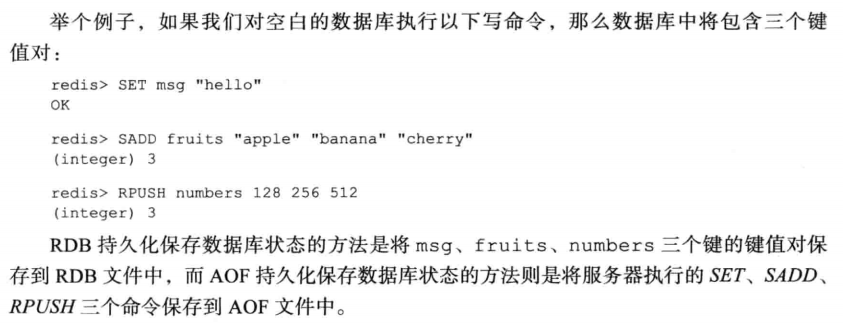 举个例子，如果我们对空白的数据库执行以下写命令，那么数据库中将包含三个键
值对：
redis> SET msg "hello"
OK
redis> SADD fruits "apple" "banana" "cherry"
(integer) 3
redis> RPUSH numbers 128 256 512
(integer) 3
RDB 持久化保存数据库状态的方法是将 msg、fruits、numbers 三个键的键值对保
存到 RDB 文件中，而 AOF 持久化保存数据库状态的方法则是将服务器执行的 SET、SADD、
RPUSH 三个命令保存到 AOF 文件中。